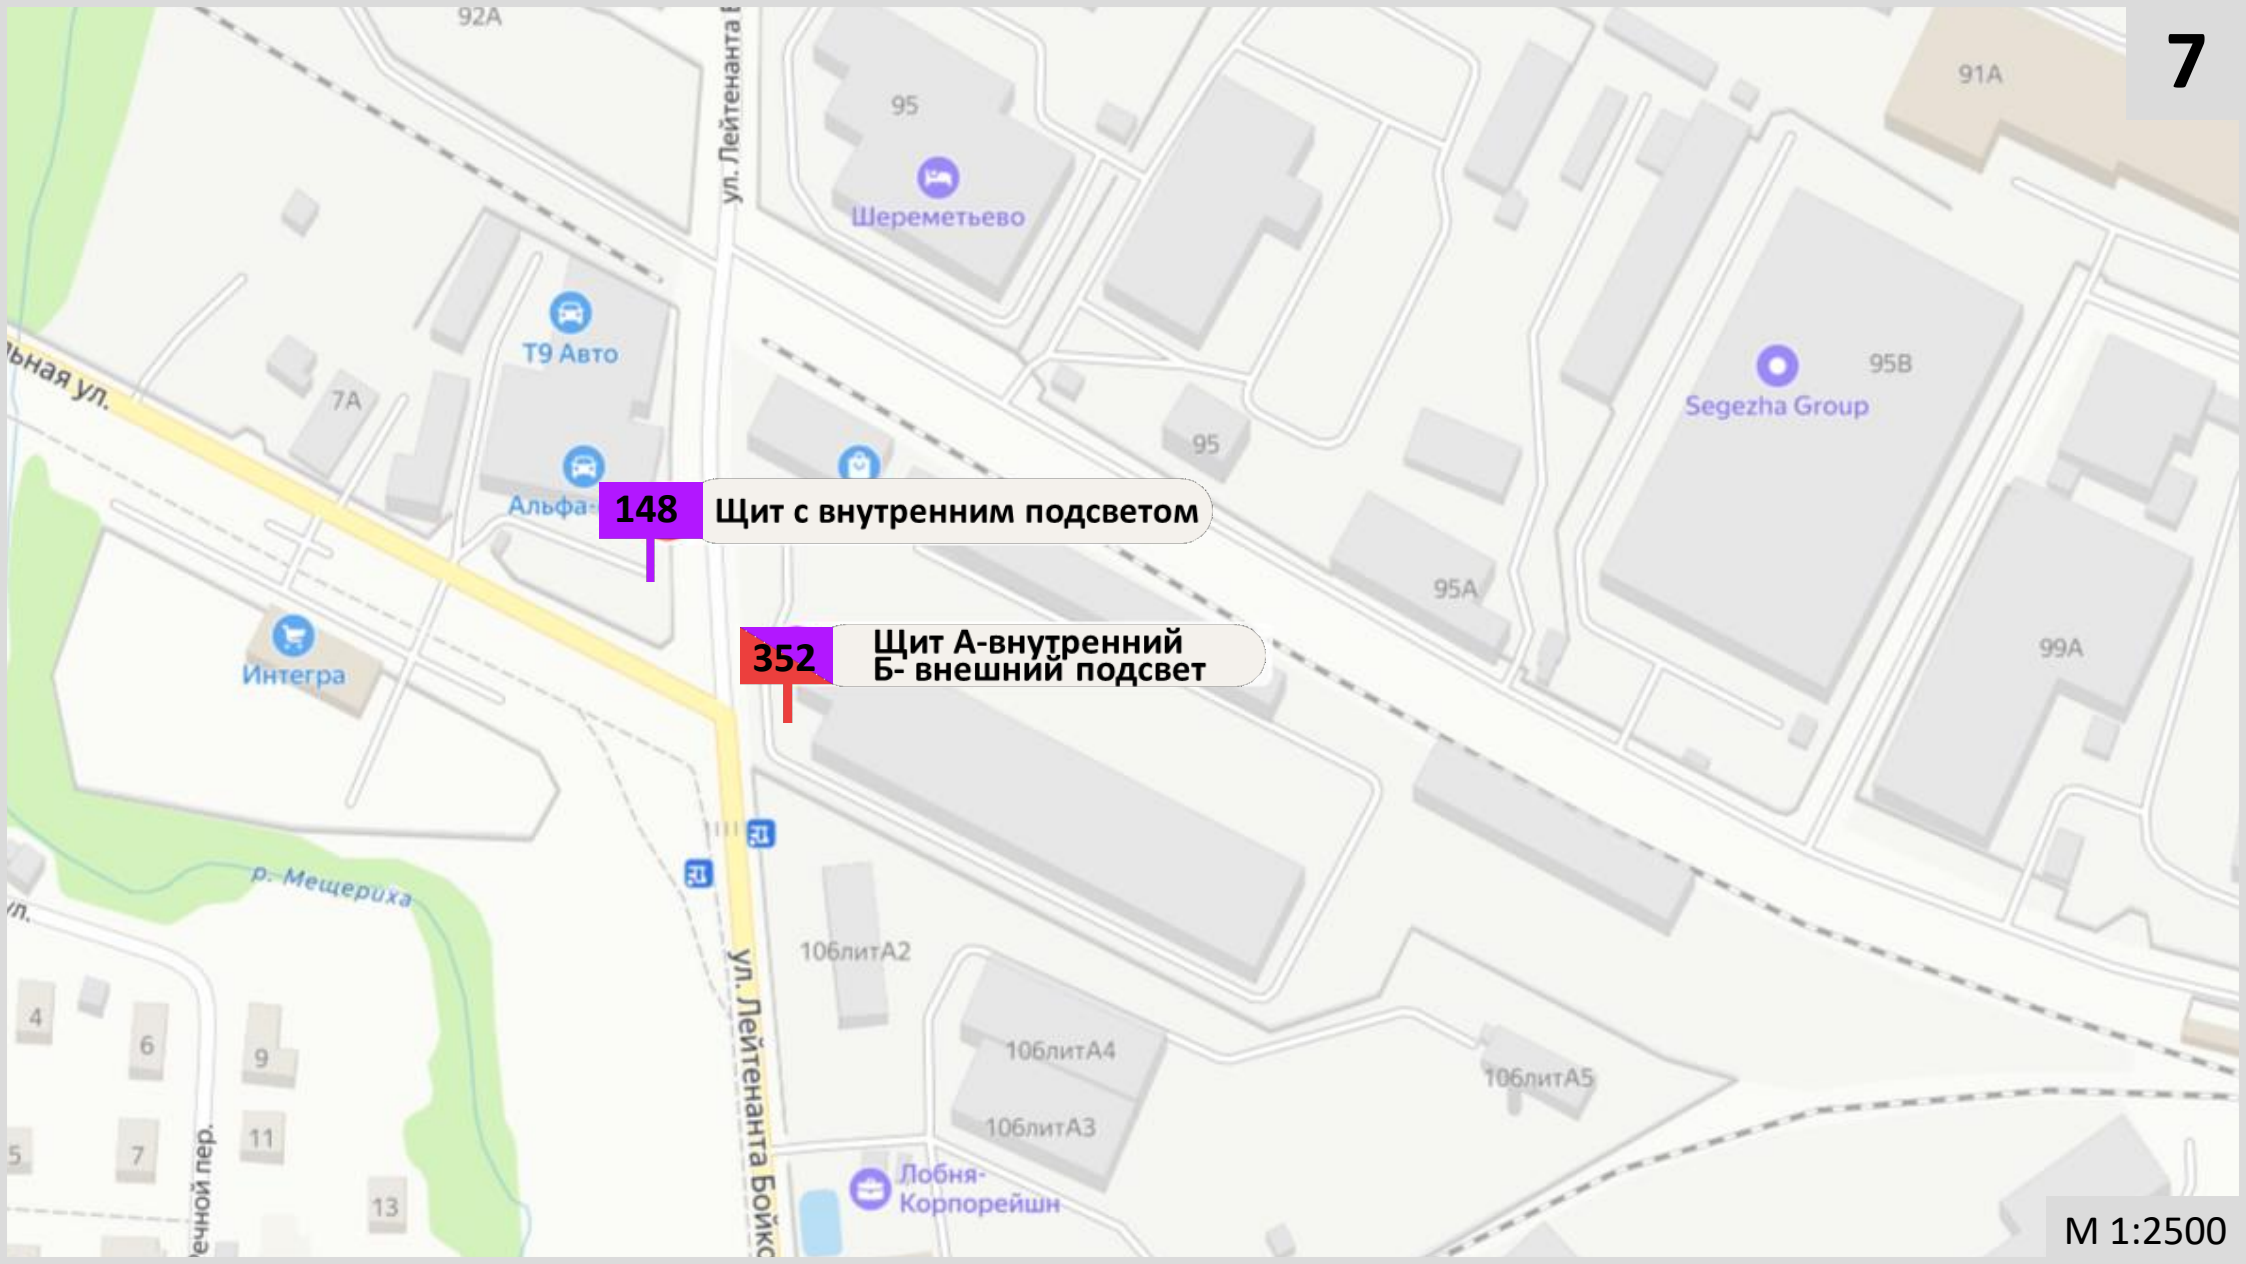 92А
7
91А
ул. Лейтенанта
95
Шереметьево
Т9 Авто
95В
Segezha Group
ул.
7А
95
Альфа-
148
Щит с внутренним подсветом
95А
352
Щит А-внутренний
Б- внешний подсвет
99А
Интегра
р. Мещериха
ул.
106литА2
ул. Лейтенанта
4
6
9
106литА4
106литА5
106литА3
5
7
11
пер.
Лобня-
Корпорейшн
13
М 1:2500